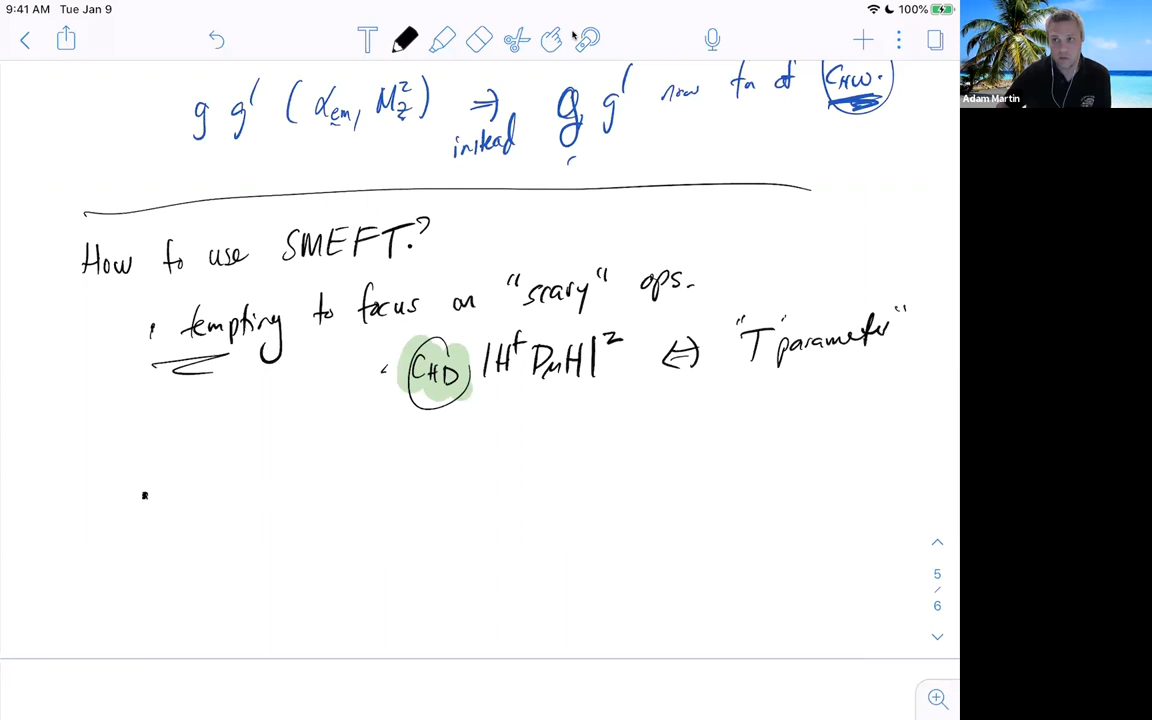 9:41 AM Tue Jan 9
100%
Adam Martin
g g' (α_em, M_Z^2) ⇒ g, g' now fn of C_HW.
instead
How to use SMEFT?
• tempting to focus on "scary" ops.
C_HD |H† D_μ H|^2 ⇔ "T parameter"
5
/
6